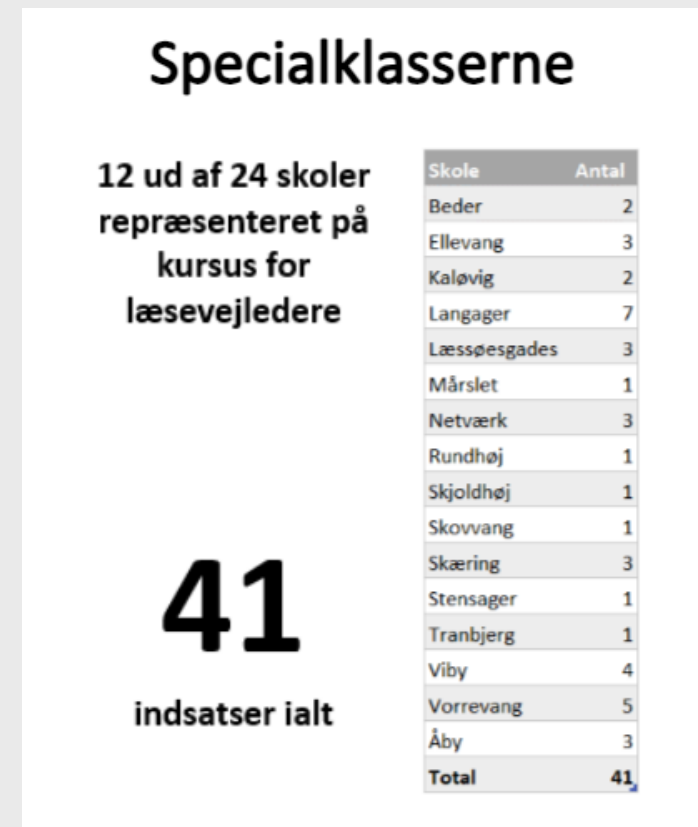 Specialklasserne
12 ud af 24 skoler
repræsenteret på
kursus for
læsevejledere
41
indsatser ialt
Skole Antal
Beder 2
Ellevang 3
Kaløvig 2
Langager 7
Læssøesgades 3
Mårslet 1
Netværk 3
Rundhøj 1
Skjoldhøj 1
Skovvang 1
Skæring 3
Stensager 1
Tranbjerg 1
Viby 4
Vorrevang 5
Åby 3
Total 41